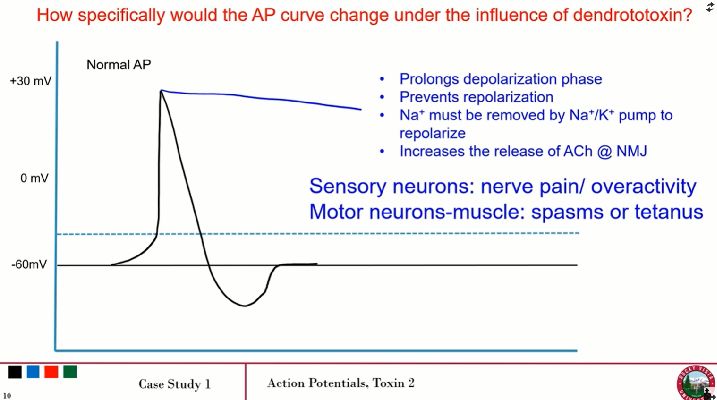 How specifically would the AP curve change under the influence of dendrototoxin?
Normal AP
+30 mV
0 mV
-60mV
• Prolongs depolarization phase
• Prevents repolarization
• Na⁺ must be removed by Na⁺/K⁺ pump to
repolarize
• Increases the release of ACh @ NMJ
Sensory neurons: nerve pain/ overactivity
Motor neurons-muscle: spasms or tetanus
Case Study 1
Action Potentials, Toxin 2
10